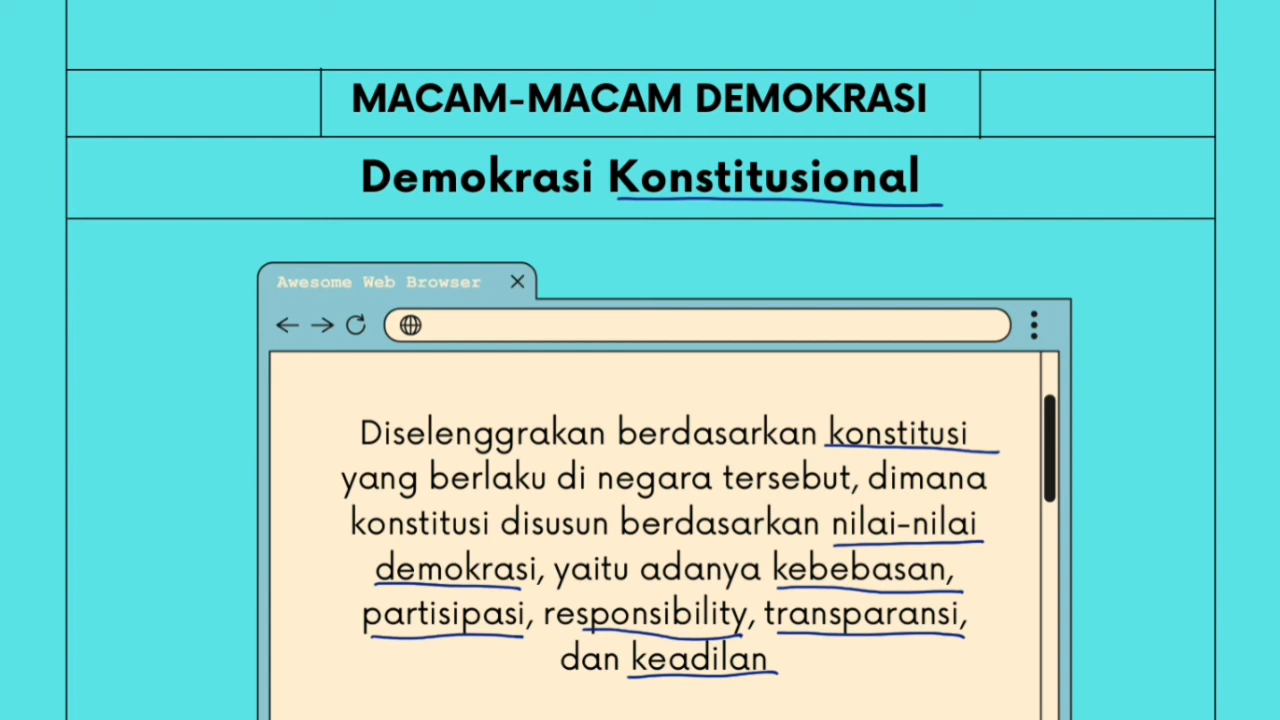 MACAM-MACAM DEMOKRASI
Demokrasi Konstitusional
Awesome Web Browser
Diselenggrakan berdasarkan konstitusi
yang berlaku di negara tersebut, dimana
konstitusi disusun berdasarkan nilai-nilai
demokrasi, yaitu adanya kebebasan,
partisipasi, responsibility, transparansi,
dan keadilan